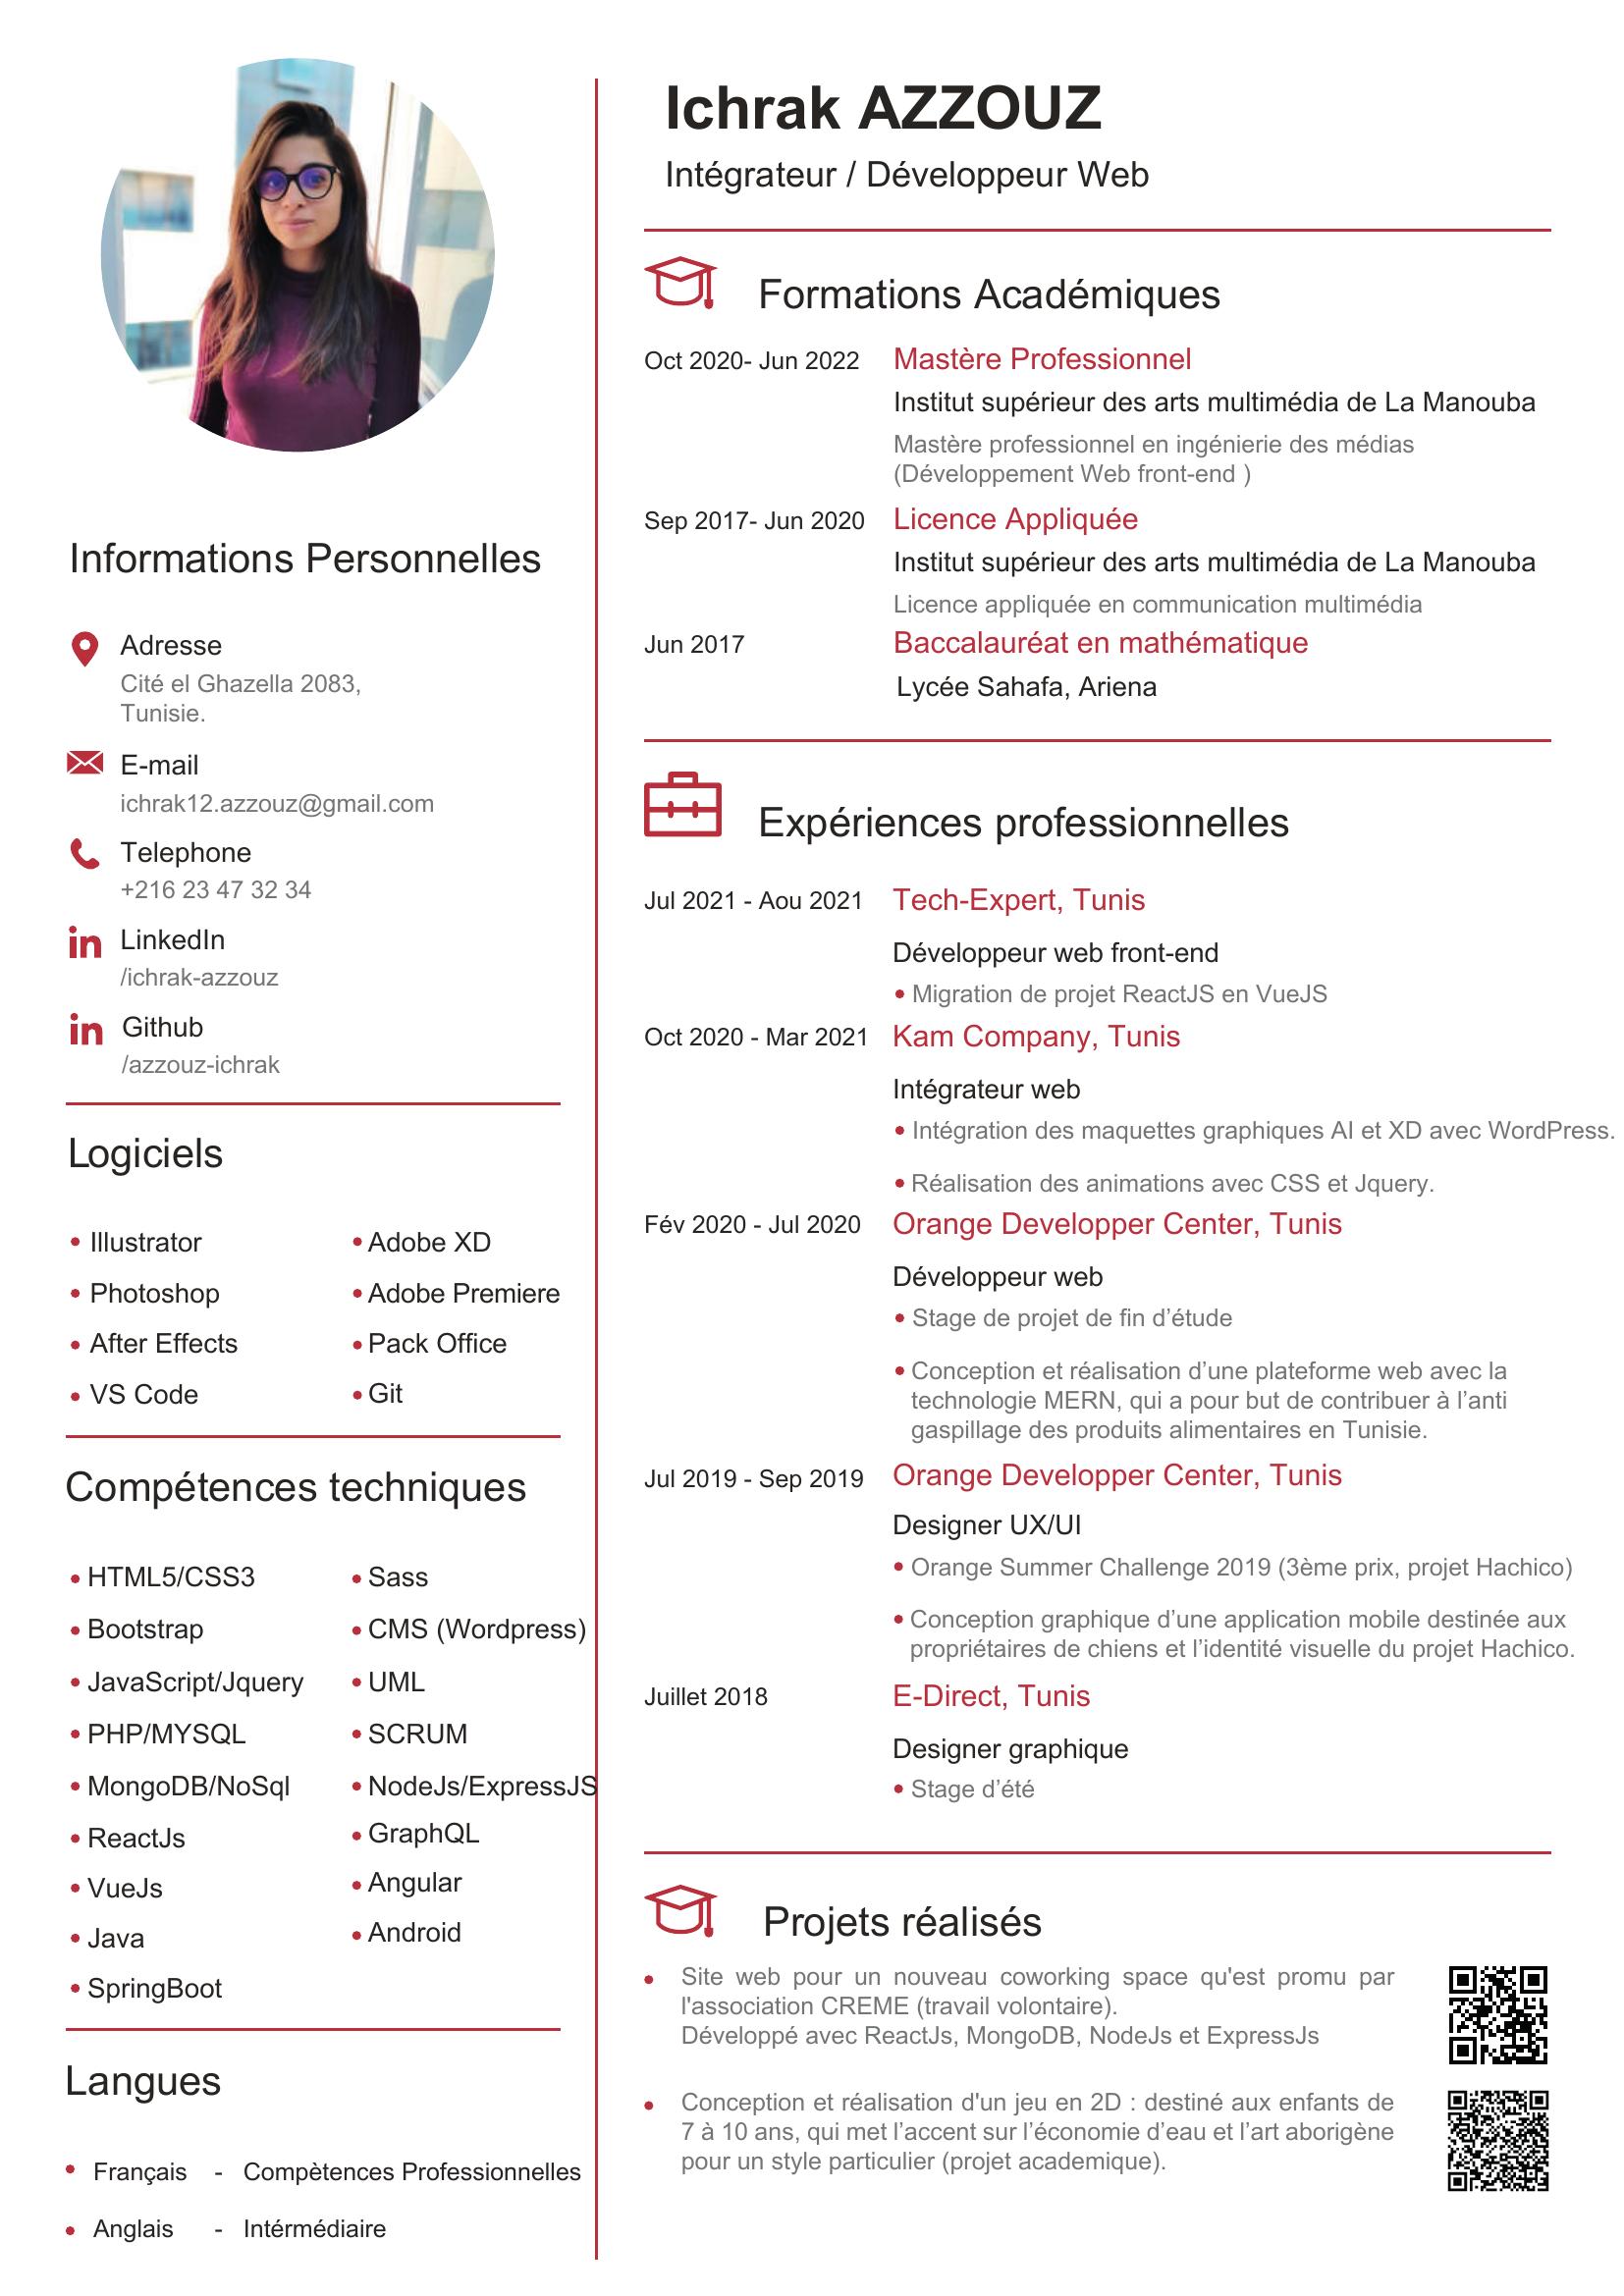 Ichrak AZZOUZ
Intégrateur / Développeur Web
Informations Personnelles
Adresse
Cité el Ghazella 2083,
Tunisie.
E-mail
ichrak12.azzouz@gmail.com
Telephone
+216 23 47 32 34
LinkedIn
/ichrak-azzouz
Github
/azzouz-ichrak
Logiciels
• Illustrator
• Photoshop
• After Effects
• VS Code
• Adobe XD
• Adobe Premiere
• Pack Office
• Git
Compétences techniques
• HTML5/CSS3
• Bootstrap
• JavaScript/Jquery
• PHP/MYSQL
• MongoDB/NoSql
• ReactJs
• VueJs
• Java
• SpringBoot
• Sass
• CMS (Wordpress)
• UML
• SCRUM
• NodeJs/ExpressJS
• GraphQL
• Angular
• Android
Langues
• Français - Compètences Professionnelles
• Anglais - Intérmédiaire
Formations Académiques
Oct 2020- Jun 2022 Mastère Professionnel
Institut supérieur des arts multimédia de La Manouba
Mastère professionnel en ingénierie des médias
(Développement Web front-end )
Sep 2017- Jun 2020 Licence Appliquée
Institut supérieur des arts multimédia de La Manouba
Licence appliquée en communication multimédia
Jun 2017 Baccalauréat en mathématique
Lycée Sahafa, Ariena
Expériences professionnelles
Jul 2021 - Aou 2021 Tech-Expert, Tunis
Développeur web front-end
• Migration de projet ReactJS en VueJS
Oct 2020 - Mar 2021 Kam Company, Tunis
Intégrateur web
• Intégration des maquettes graphiques AI et XD avec WordPress.
• Réalisation des animations avec CSS et Jquery.
Fév 2020 - Jul 2020 Orange Developper Center, Tunis
Développeur web
• Stage de projet de fin d’étude
• Conception et réalisation d’une plateforme web avec la
technologie MERN, qui a pour but de contribuer à l’anti
gaspillage des produits alimentaires en Tunisie.
Jul 2019 - Sep 2019 Orange Developper Center, Tunis
Designer UX/UI
• Orange Summer Challenge 2019 (3ème prix, projet Hachico)
• Conception graphique d’une application mobile destinée aux
propriétaires de chiens et l’identité visuelle du projet Hachico.
Juillet 2018 E-Direct, Tunis
Designer graphique
• Stage d’été
Projets réalisés
• Site web pour un nouveau coworking space qu'est promu par
l'association CREME (travail volontaire).
Développé avec ReactJs, MongoDB, NodeJs et ExpressJs
• Conception et réalisation d'un jeu en 2D : destiné aux enfants de
7 à 10 ans, qui met l’accent sur l’économie d’eau et l’art aborigène
pour un style particulier (projet academique).